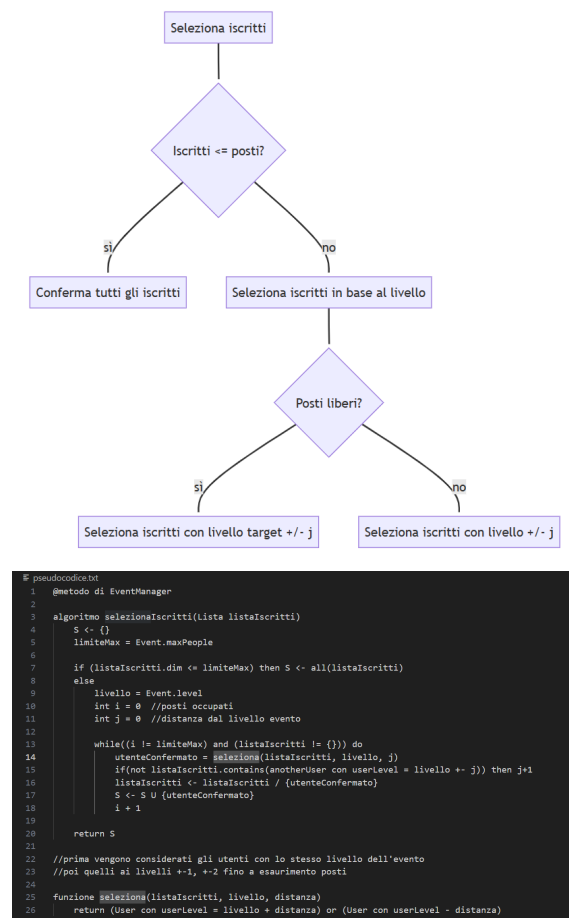 Seleziona iscritti
Iscritti <= posti?
sì
no
Conferma tutti gli iscritti
Seleziona iscritti in base al livello
Posti liberi?
sì
no
Seleziona iscritti con livello target +/- j
Seleziona iscritti con livello +/- j
pseudocodice.txt
1 @metodo di EventManager
2
3 algoritmo selezionaIscritti(Lista listaIscritti)
4 S <- {}
5 limiteMax = Event.maxPeople
6
7 if (listaIscritti.dim <= limiteMax) then S <- all(listaIscritti)
8 else
9 livello = Event.level
10 int i = 0 //posti occupati
11 int j = 0 //distanza dal livello evento
12
13 while((i != limiteMax) and (listaIscritti != {})) do
14 utenteConfermato = seleziona(listaIscritti, livello, j)
15 if(not listaIscritti.contains(anotherUser con userLevel = livello +- j)) then j+1
16 listaIscritti <- listaIscritti / {utenteConfermato}
17 S <- S U {utenteConfermato}
18 i + 1
19
20 return S
21
22 //prima vengono considerati gli utenti con lo stesso livello dell'evento
23 //poi quelli ai livelli +-1, +-2 fino a esaurimento posti
24
25 funzione seleziona(listaIscritti, livello, distanza)
26 return (User con userLevel = livello + distanza) or (User con userLevel - distanza)